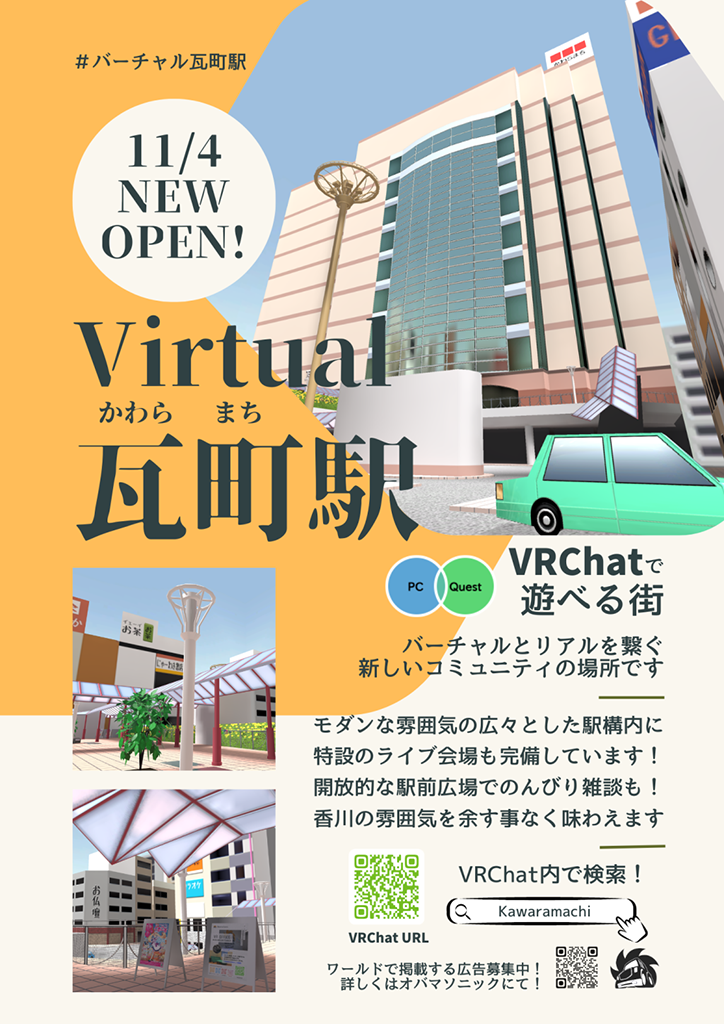 #バーチャル瓦町駅
11/4
NEW
OPEN!
Virtual
かわら まち
瓦町駅
PC
Quest
VRChatで
遊べる街
バーチャルとリアルを繋ぐ
新しいコミュニティの場所です
モダンな雰囲気の広々とした駅構内に
特設のライブ会場も完備しています!
開放的な駅前広場でのんびり雑談も!
香川の雰囲気を余す事なく味わえます
お茶
お仏壇
VRChat内で検索!
Kawaramachi
VRChat URL
ワールドで掲載する広告募集中!
詳しくはオバマソニックにて!